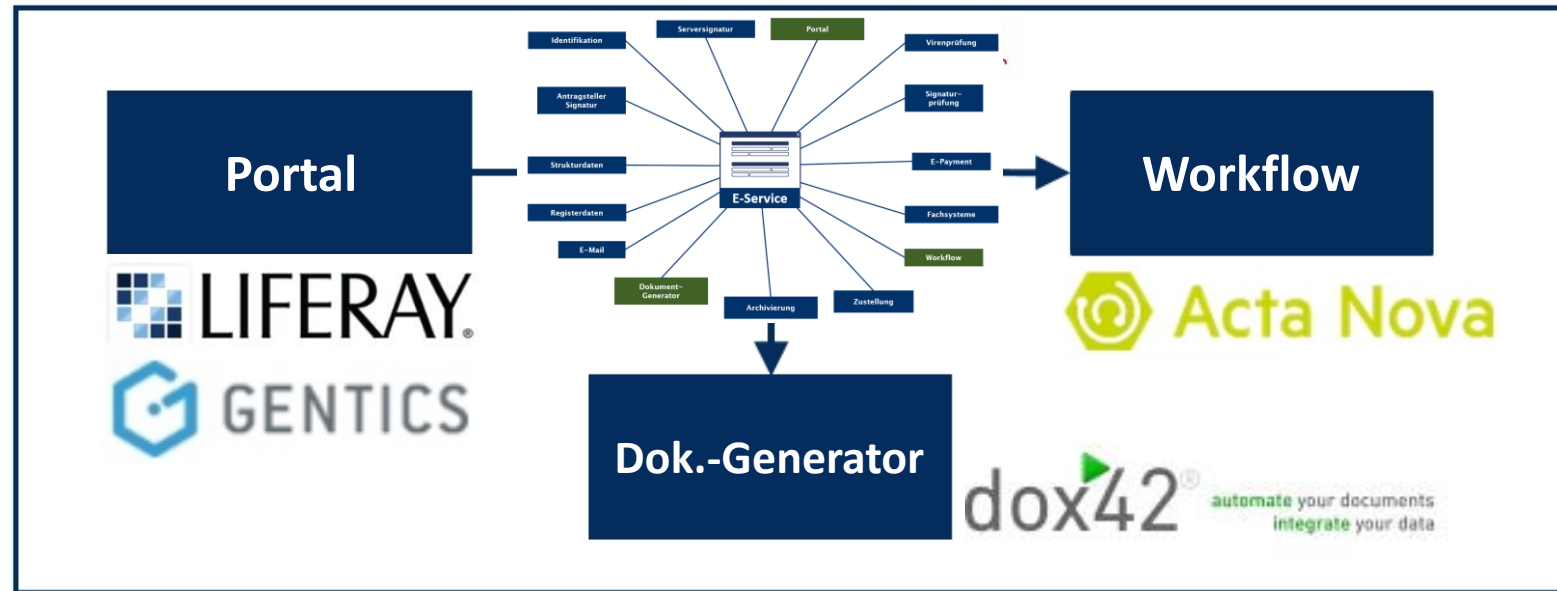 Serversignatur
Portal
Identifikation
Virenprüfung
Antragsteller
Signatur
Signatur-
prüfung
Portal
Workflow
Strukturdaten
E-Payment
E-Service
Registerdaten
Fachsysteme
E-Mail
Workflow
Dokument-
Generator
Archivierung
Zustellung
LIFERAY®
GENTICS
Acta Nova
Dok.-Generator
dox42®
automate your documents
integrate your data